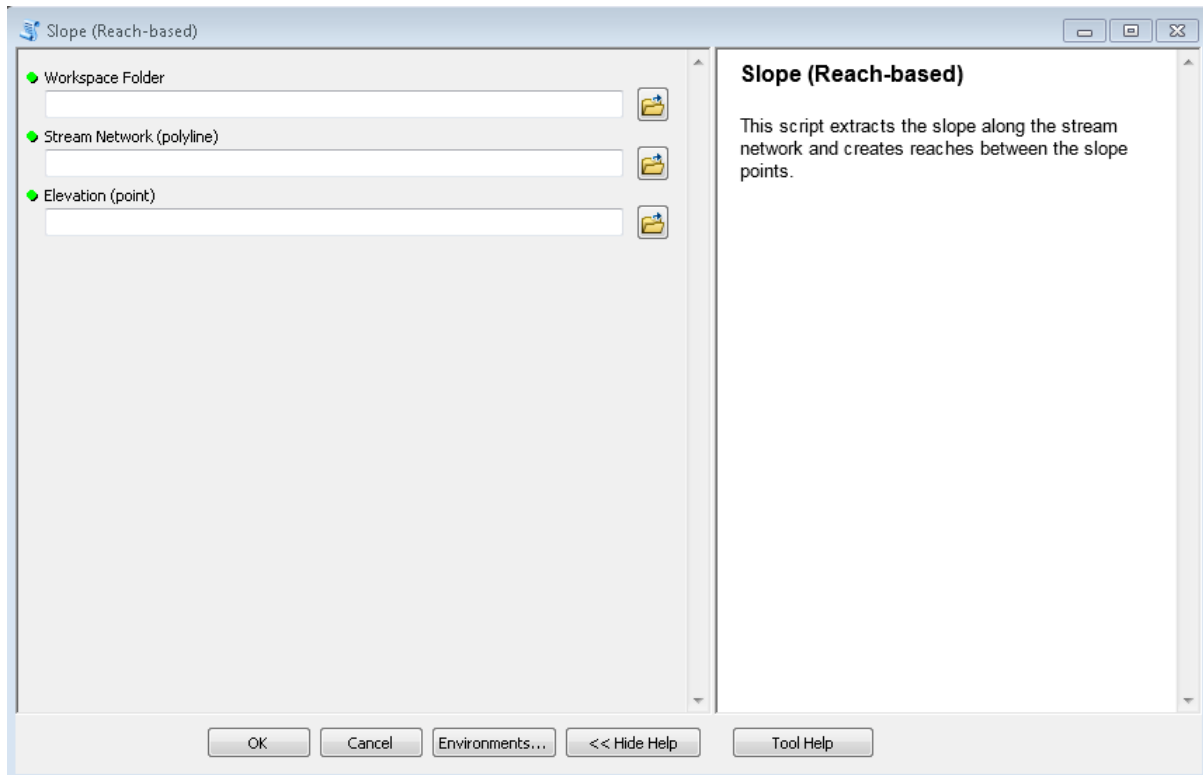 Slope (Reach-based)
Workspace Folder
Stream Network (polyline)
Elevation (point)
Slope (Reach-based)
This script extracts the slope along the stream
network and creates reaches between the slope
points.
OK Cancel Environments... << Hide Help Tool Help